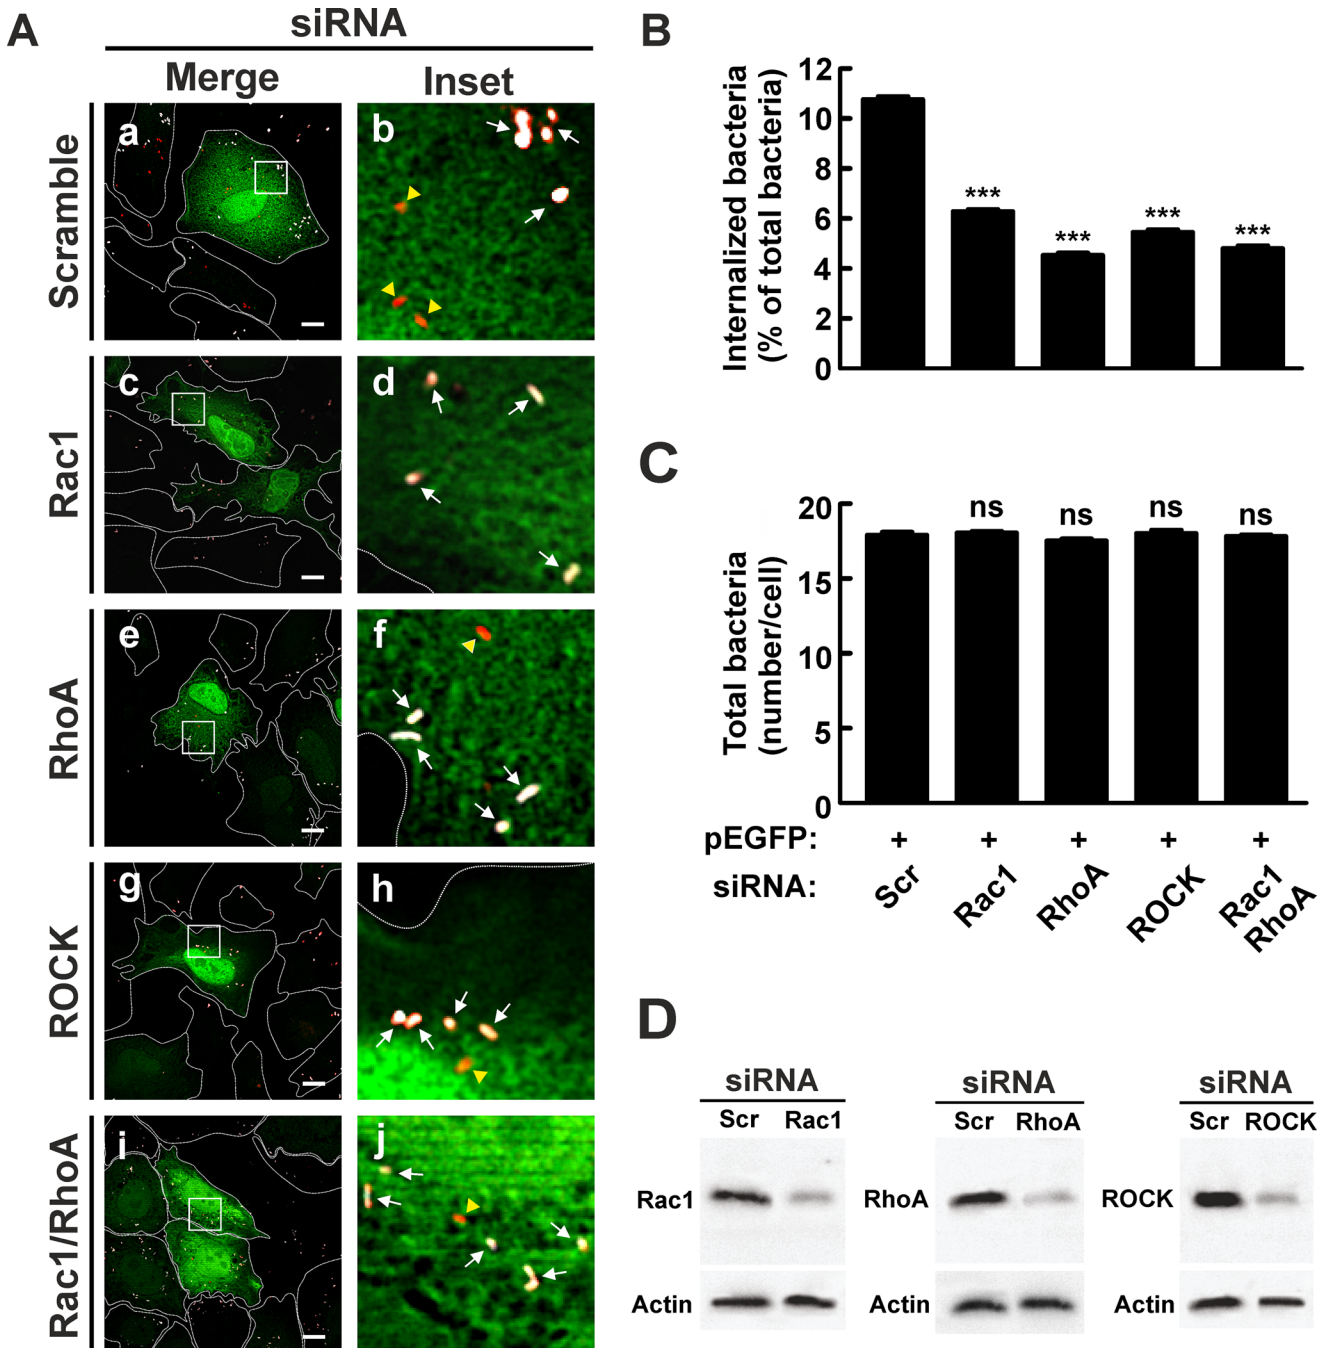 A
siRNA
Merge
Inset
Scramble
a
b
Rac1
c
d
RhoA
e
f
ROCK
g
h
Rac1/RhoA
i
j
B
Internalized bacteria
(% of total bacteria)
12
10
8
6
4
2
0
***
***
***
***
C
Total bacteria
(number/cell)
20
15
10
5
0
ns
ns
ns
ns
pEGFP: + + + + +
siRNA: Scr Rac1 RhoA ROCK Rac1
RhoA
D
siRNA
Scr Rac1
Rac1
Actin
siRNA
Scr RhoA
RhoA
Actin
siRNA
Scr ROCK
ROCK
Actin